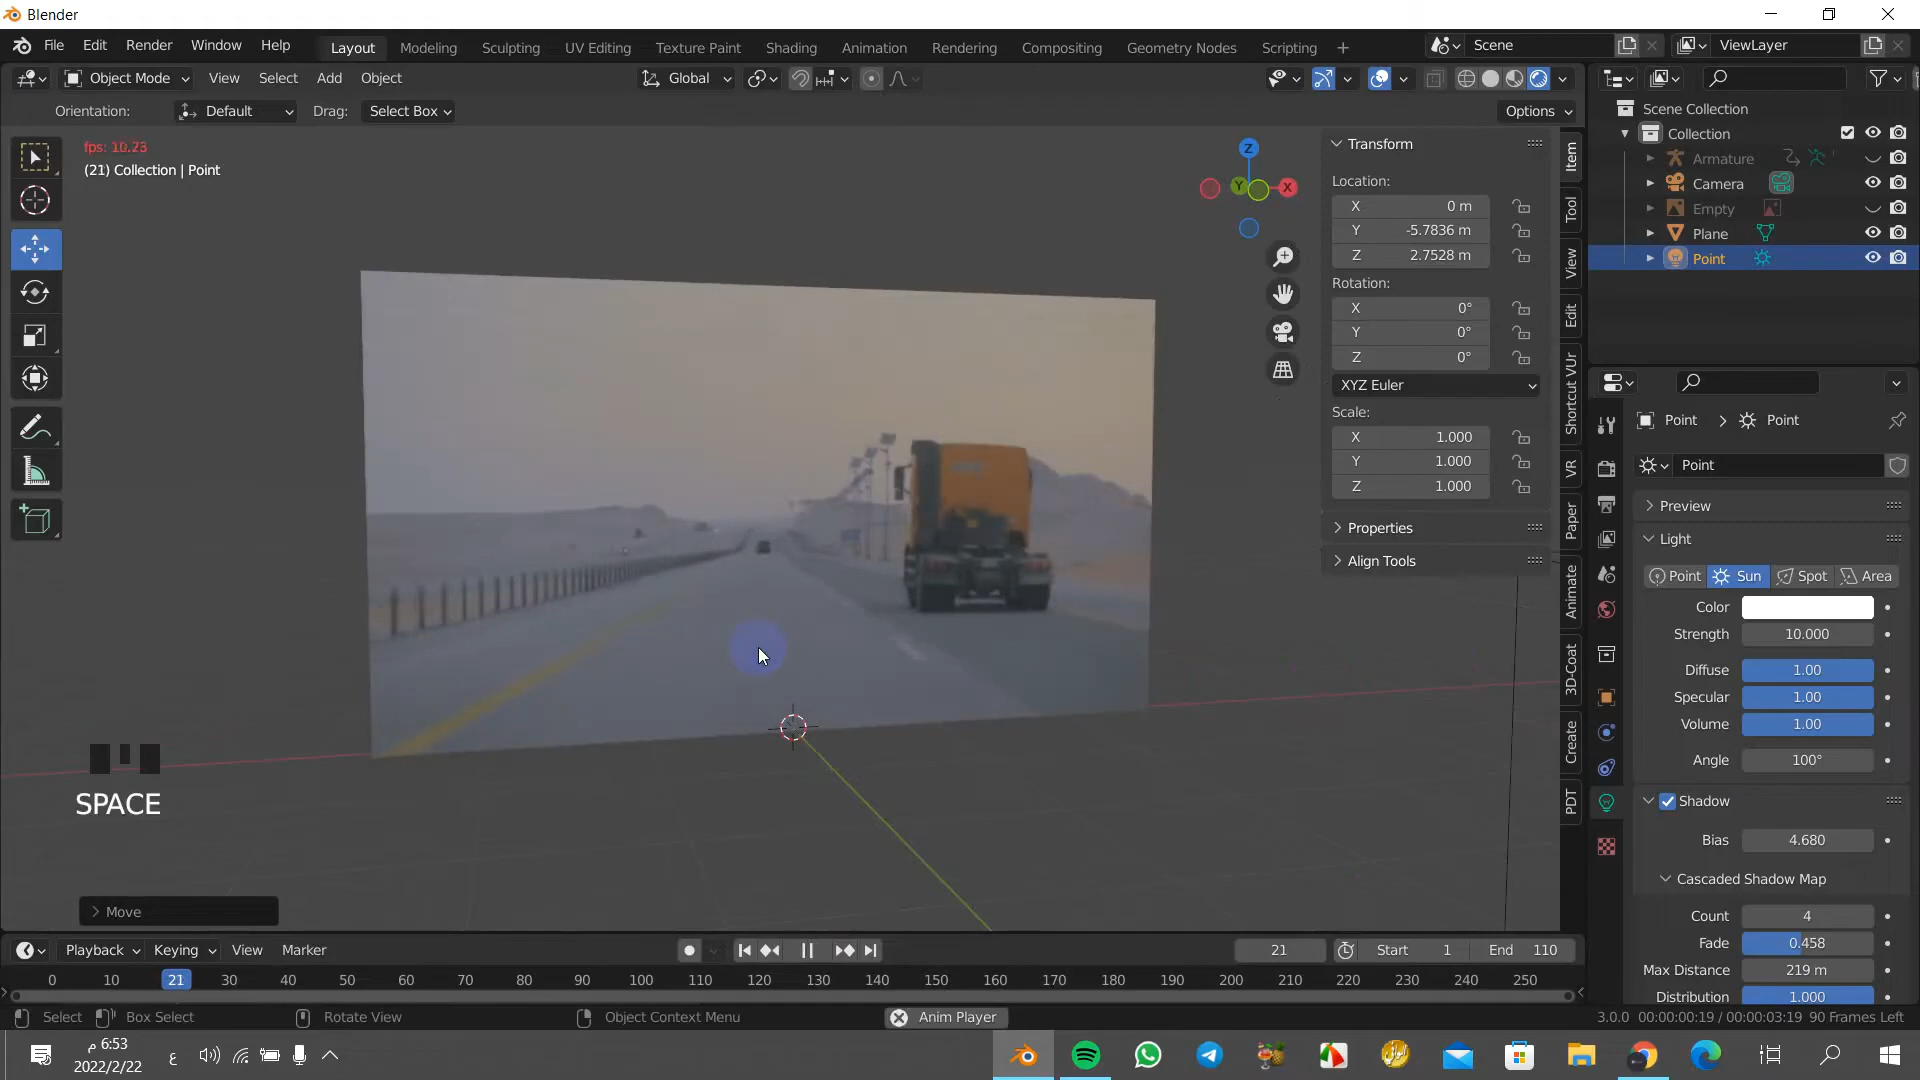 Blender
File Edit Render Window Help Layout Modeling Sculpting UV Editing Texture Paint Shading Animation Rendering Compositing Geometry Nodes Scripting Scene ViewLayer
Object Mode View Select Add Object Global
Orientation: Default Drag: Select Box Options
fps: 10.23
(21) Collection | Point
Z
Y
X
Transform
Location:
X 0 m
Y -5.7836 m
Z 2.7528 m
Rotation:
X 0°
Y 0°
Z 0°
XYZ Euler
Scale:
X 1.000
Y 1.000
Z 1.000
Properties
Align Tools
Item
Tool
View
Edit
Shortcut VUr
VR
Paper
Animate
3D-Coat
Create
PDT
Scene Collection
Collection
Armature
Camera
Empty
Plane
Point
Point Point
Point
Preview
Light
Point Sun Spot Area
Color
Strength 10.000
Diffuse 1.00
Specular 1.00
Volume 1.00
Angle 100°
Shadow
Bias 4.680
Cascaded Shadow Map
Count 4
Fade 0.458
Max Distance 219 m
Distribution 1.000
SPACE
Move
Playback Keying View Marker 21 Start 1 End 110
0 10 21 30 40 50 60 70 80 90 100 110 120 130 140 150 160 170 180 190 200 210 220 230 240 250
Select Box Select Rotate View Object Context Menu Anim Player 3.0.0 00:00:00:19 / 00:00:03:19 90 Frames Left
6:53 م
2022/2/22
ع